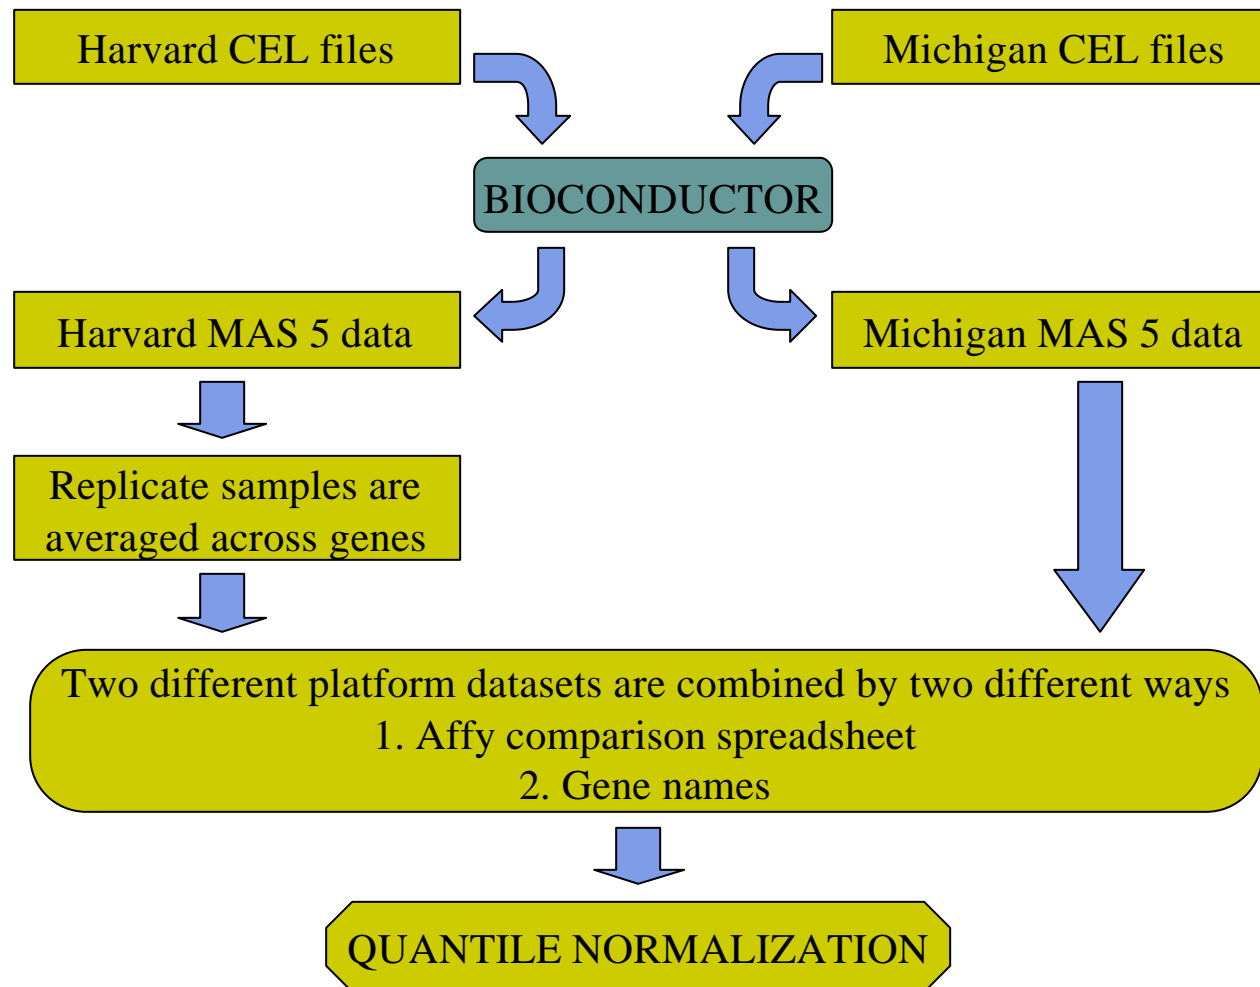 Harvard CEL files
Michigan CEL files
BIOCONDUCTOR
Harvard MAS 5 data
Michigan MAS 5 data
Replicate samples are
averaged across genes
Two different platform datasets are combined by two different ways
1. Affy comparison spreadsheet
2. Gene names
QUANTILE NORMALIZATION